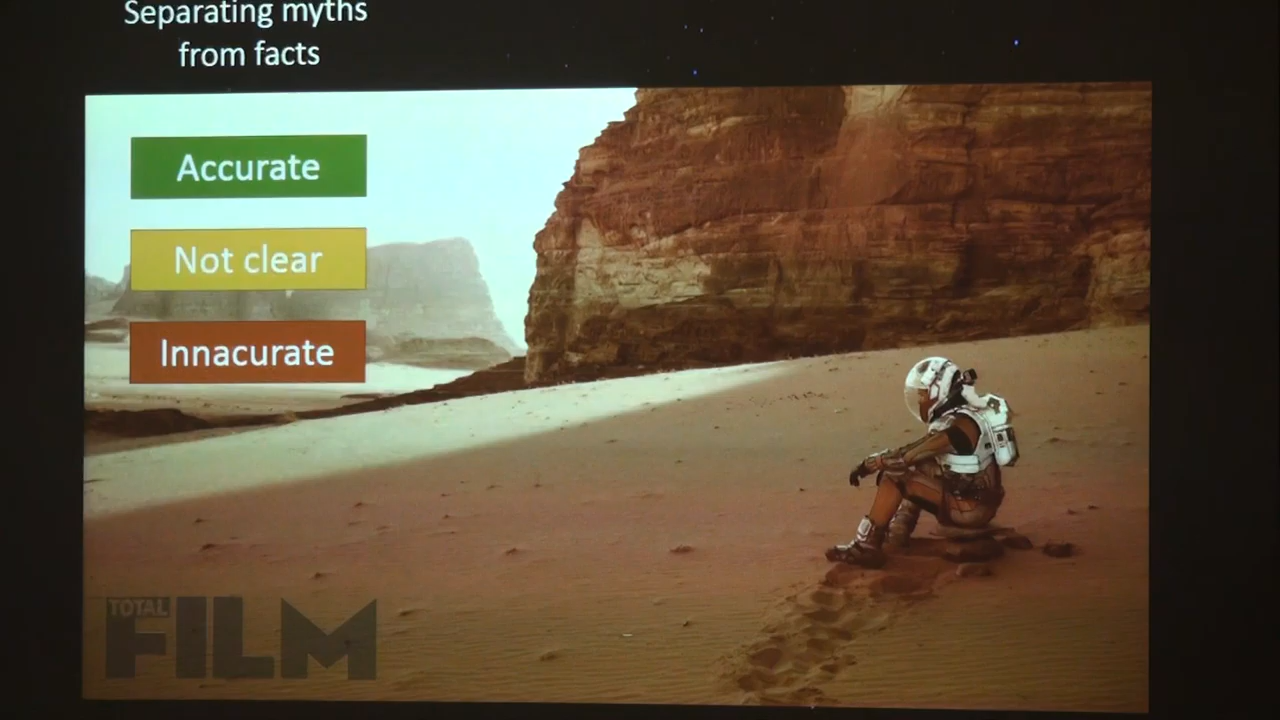 Separating myths
from facts
Accurate
Not clear
Innacurate
TOTAL
FILM